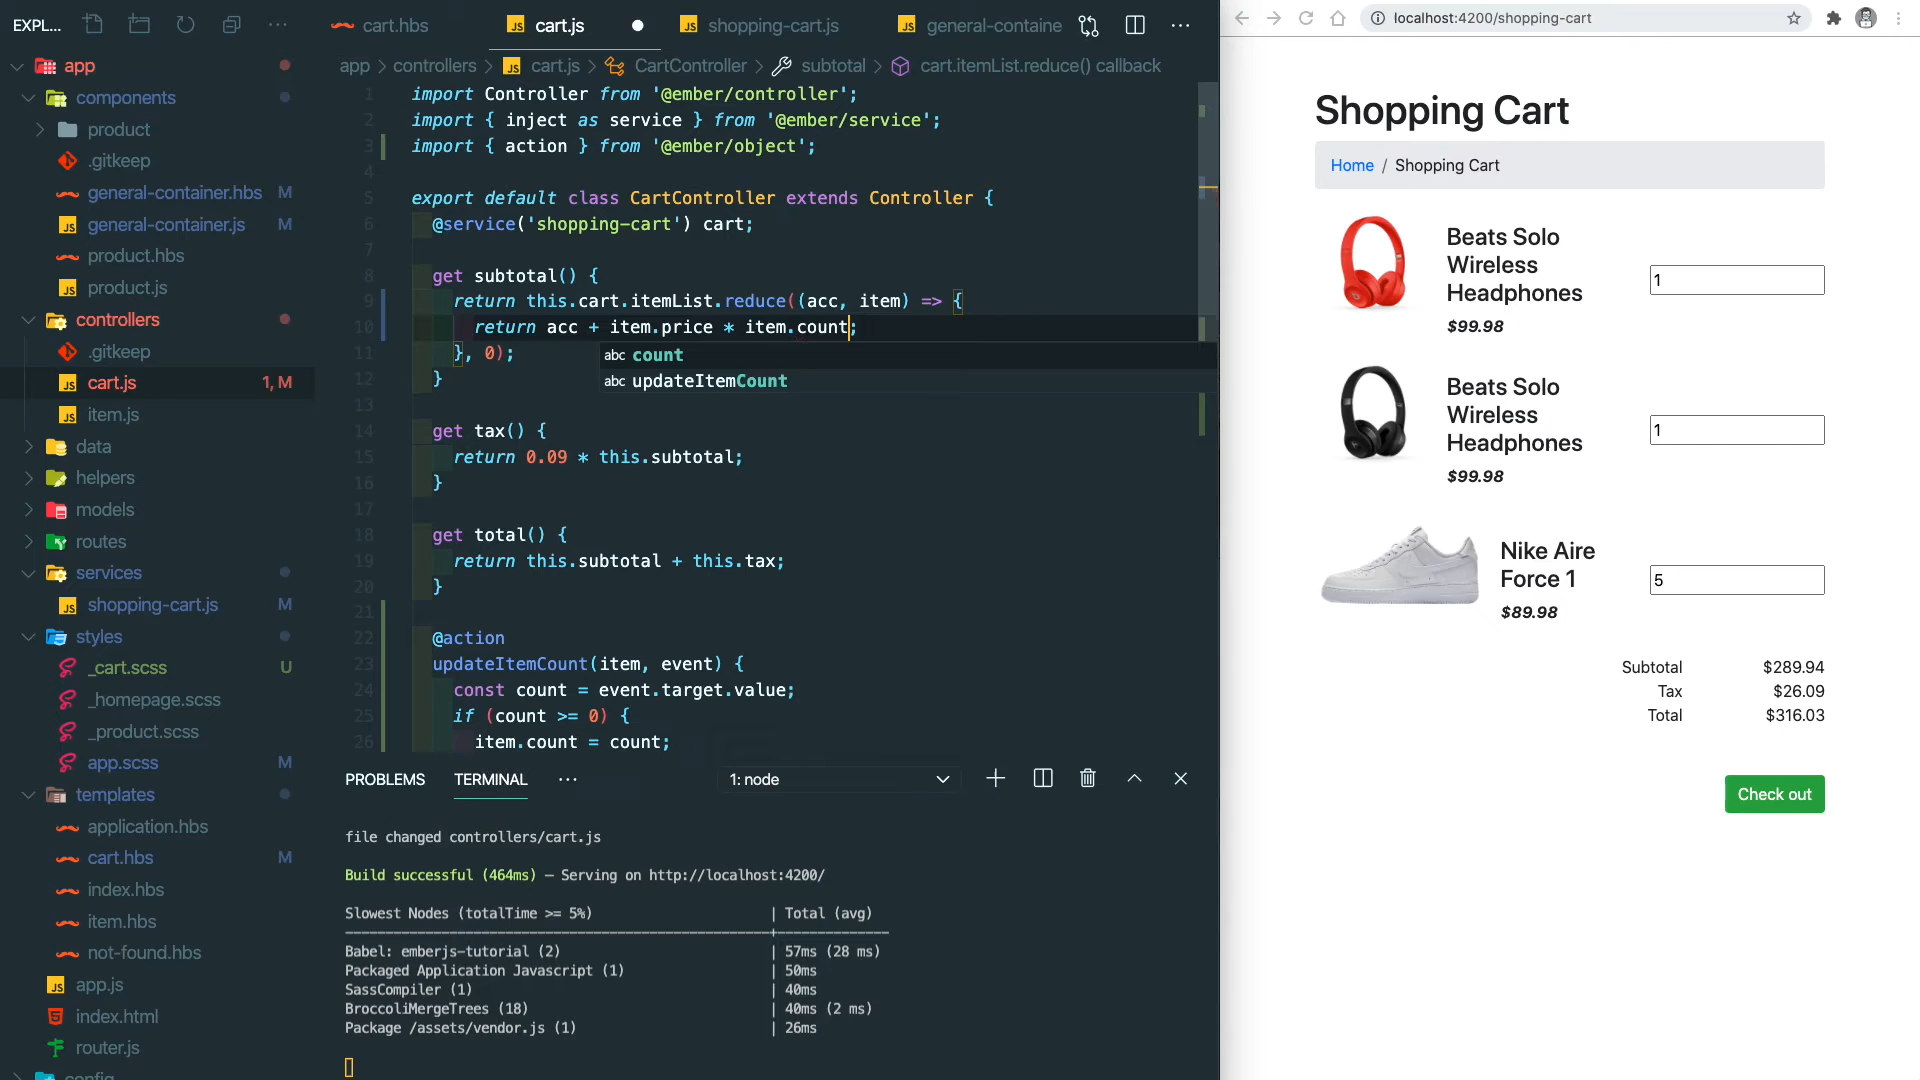 EXPL...
app
components
product
.gitkeep
general-container.hbs M
general-container.js M
product.hbs
product.js
controllers
.gitkeep
cart.js 1, M
item.js
data
helpers
models
routes
services
shopping-cart.js M
styles
_cart.scss U
_homepage.scss
_product.scss
app.scss M
templates
application.hbs
cart.hbs M
index.hbs
item.hbs
not-found.hbs
app.js
index.html
router.js
config
cart.hbs
cart.js
shopping-cart.js
general-containe
app > controllers > cart.js > CartController > subtotal > cart.itemList.reduce() callback
1 import Controller from '@ember/controller';
2 import { inject as service } from '@ember/service';
3 import { action } from '@ember/object';
4
5 export default class CartController extends Controller {
6 @service('shopping-cart') cart;
7
8 get subtotal() {
9 return this.cart.itemList.reduce((acc, item) => {
10 return acc + item.price * item.count;
11 }, 0);
12 }
13
14 get tax() {
15 return 0.09 * this.subtotal;
16 }
17
18 get total() {
19 return this.subtotal + this.tax;
20 }
21
22 @action
23 updateItemCount(item, event) {
24 const count = event.target.value;
25 if (count >= 0) {
26 item.count = count;
abc count
abc updateItemCount
PROBLEMS TERMINAL ··· 1: node
file changed controllers/cart.js
Build successful (464ms) – Serving on http://localhost:4200/
Slowest Nodes (totalTime >= 5%) | Total (avg)
Babel: emberjs-tutorial (2) | 57ms (28 ms)
Packaged Application Javascript (1) | 50ms
SassCompiler (1) | 40ms
BroccoliMergeTrees (18) | 40ms (2 ms)
Package /assets/vendor.js (1) | 26ms
localhost:4200/shopping-cart
Shopping Cart
Home / Shopping Cart
Beats Solo
Wireless
Headphones
$99.98
1
Beats Solo
Wireless
Headphones
$99.98
1
Nike Aire
Force 1
$89.98
5
Subtotal $289.94
Tax $26.09
Total $316.03
Check out